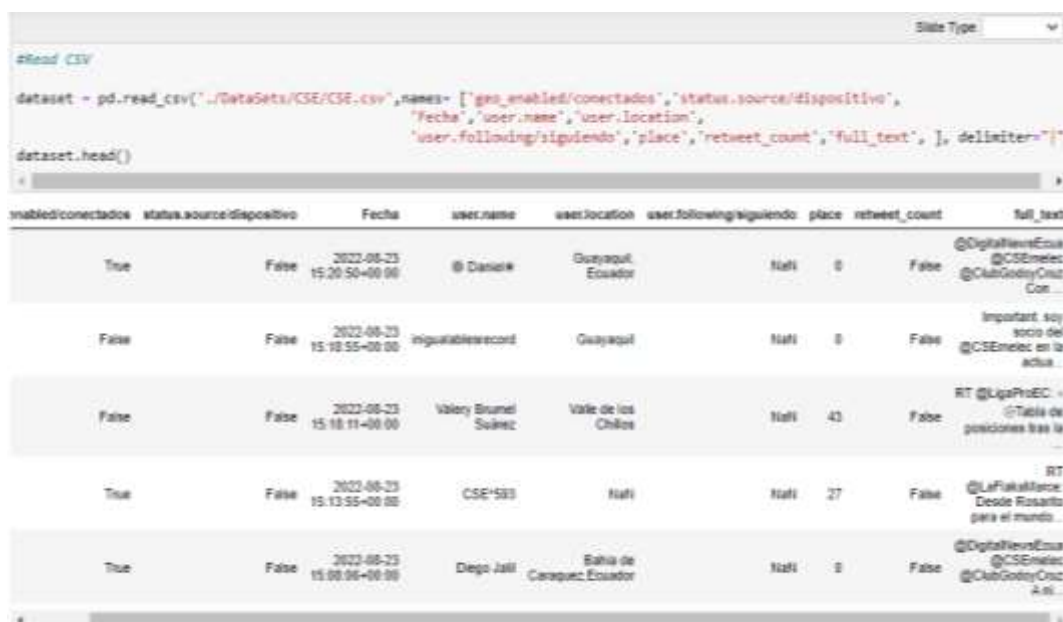 Slide Type
#Read CSV
dataset = pd.read_csv('./DataSets/CSE/CSE.csv',names= ['geo_enabled/conectados','status.source/dispositivo',
'Fecha','user.name','user.location',
'user.following/siguiendo','place','retweet_count','full_text', ], delimiter="|"
dataset.head()
enabled/conectados status.source/dispositivo Fecha user.name user.location user.following/siguiendo place retweet_count full_text
True False 2022-08-23 15:20:50+00:00 Guayaquil, Ecuador NaN 0 False @DigitalNewsEcua @CSEmelec @ClubGodoyCruz Con ...
False False 2022-08-23 15:18:55+00:00 inigualablesrecord Guayaquil NaN 0 False Important, soy socio del @CSEmelec en la actua...
False False 2022-08-23 15:18:11+00:00 Valery Brumel Suárez Valle de los Chillos NaN 43 False RT @LigaProEC: Tabla de posiciones tras la ...
True False 2022-08-23 15:13:55+00:00 CSE*593 NaN NaN 27 False RT @LaFlakaMarce: Desde Rosarito para el mundo...
True False 2022-08-23 15:08:06+00:00 Diego Jalil Bahia de Caraquez,Ecuador NaN 0 False @DigitalNewsEcua @CSEmelec @ClubGodoyCruz